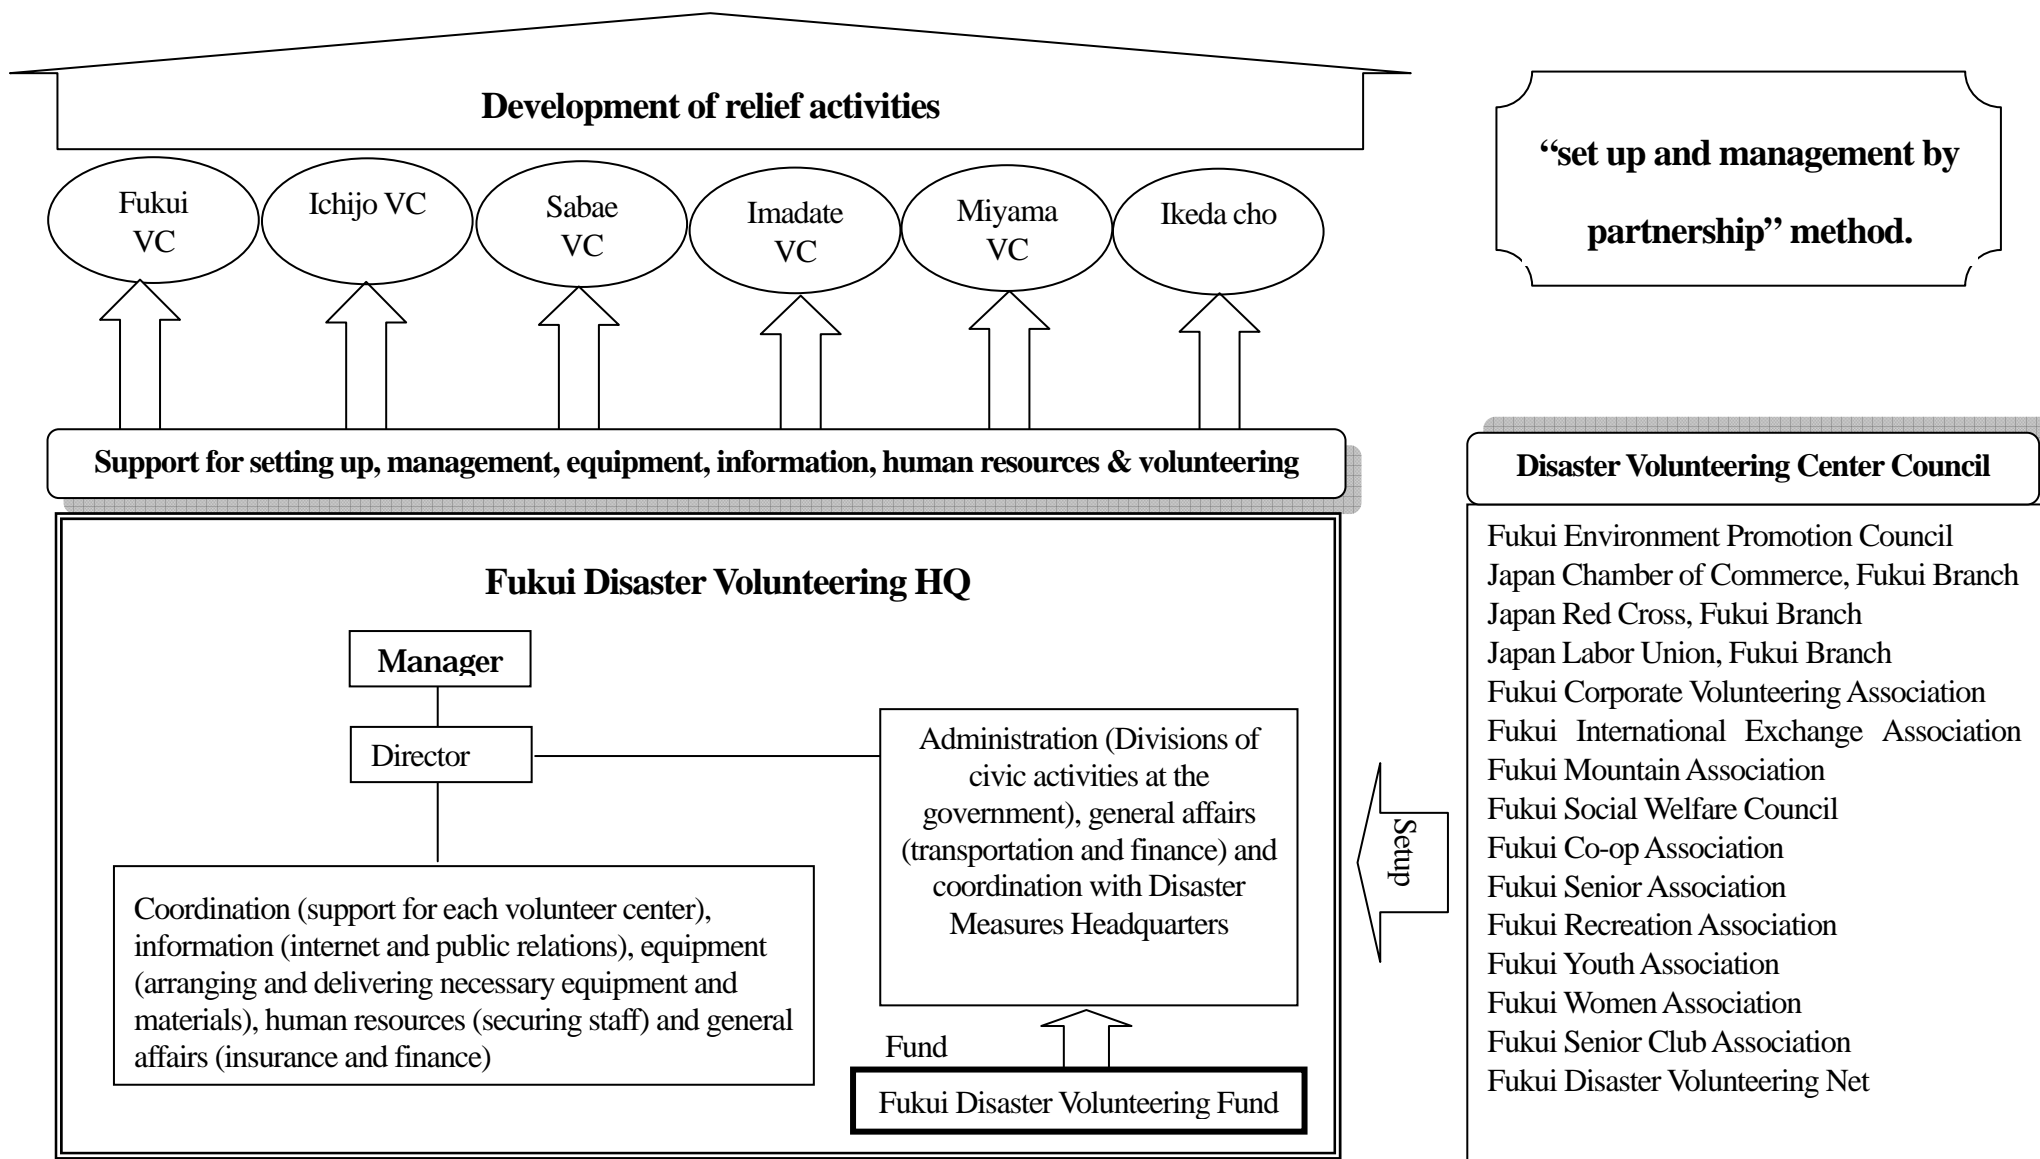 Development of relief activities
“set up and management by
partnership” method.
Fukui
VC
Ichijo VC
Sabae
VC
Imadate
VC
Miyama
VC
Ikeda cho
Support for setting up, management, equipment, information, human resources & volunteering
Fukui Disaster Volunteering HQ
Manager
Director
Administration (Divisions of
civic activities at the
government), general affairs
(transportation and finance) and
coordination with Disaster
Measures Headquarters
Coordination (support for each volunteer center),
information (internet and public relations), equipment
(arranging and delivering necessary equipment and
materials), human resources (securing staff) and general
affairs (insurance and finance)
Fund
Fukui Disaster Volunteering Fund
Setup
Disaster Volunteering Center Council
Fukui Environment Promotion Council
Japan Chamber of Commerce, Fukui Branch
Japan Red Cross, Fukui Branch
Japan Labor Union, Fukui Branch
Fukui Corporate Volunteering Association
Fukui International Exchange Association
Fukui Mountain Association
Fukui Social Welfare Council
Fukui Co-op Association
Fukui Senior Association
Fukui Recreation Association
Fukui Youth Association
Fukui Women Association
Fukui Senior Club Association
Fukui Disaster Volunteering Net